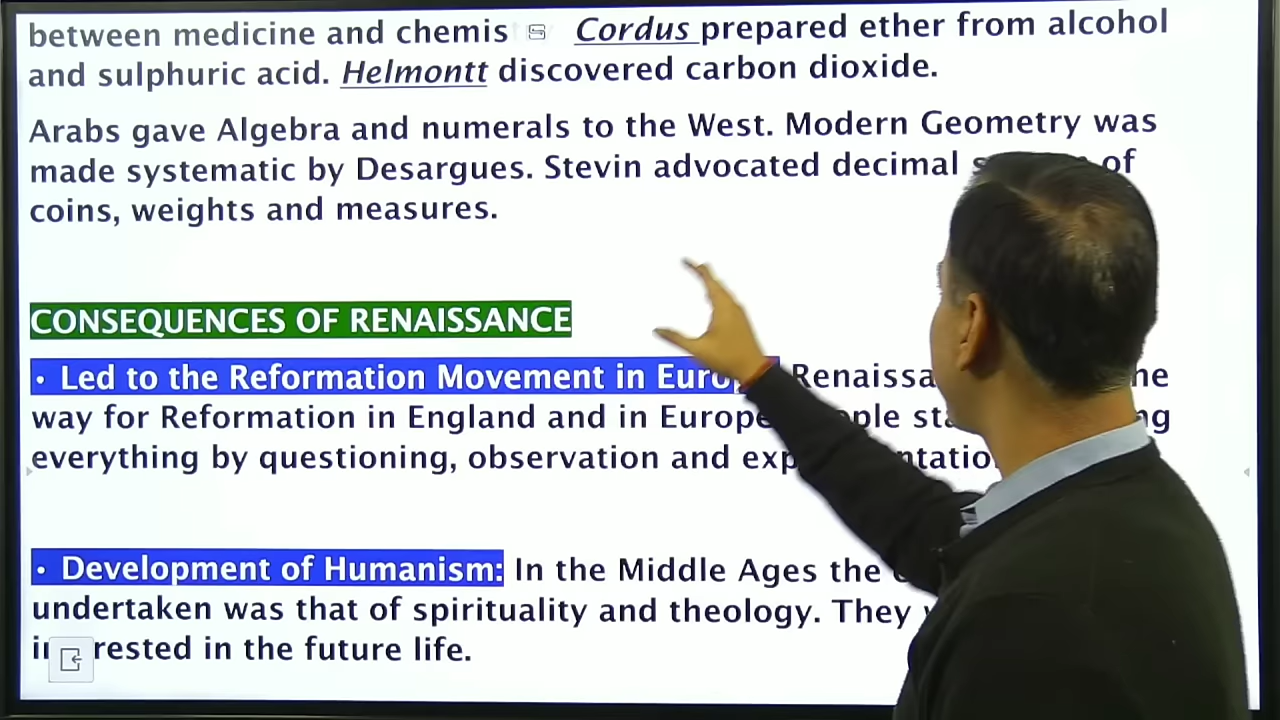 between medicine and chemis Cordus prepared ether from alcohol
and sulphuric acid. Helmontt discovered carbon dioxide.
Arabs gave Algebra and numerals to the West. Modern Geometry was
made systematic by Desargues. Stevin advocated decimal of
coins, weights and measures.
CONSEQUENCES OF RENAISSANCE
• Led to the Reformation Movement in
way for Reformation in England and in Europe
everything by questioning, observation and
• Development of Humanism: In the Middle Ages the
undertaken was that of spirituality and theology. They
in the future life.